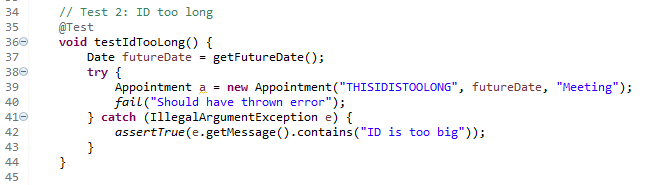 34 // Test 2: ID too long
35 @Test
36 void testIdTooLong() {
37 Date futureDate = getFutureDate();
38 try {
39 Appointment a = new Appointment("THISIDISTOOLONG", futureDate, "Meeting");
40 fail("Should have thrown error");
41 } catch (IllegalArgumentException e) {
42 assertTrue(e.getMessage().contains("ID is too big"));
43 }
44 }
45